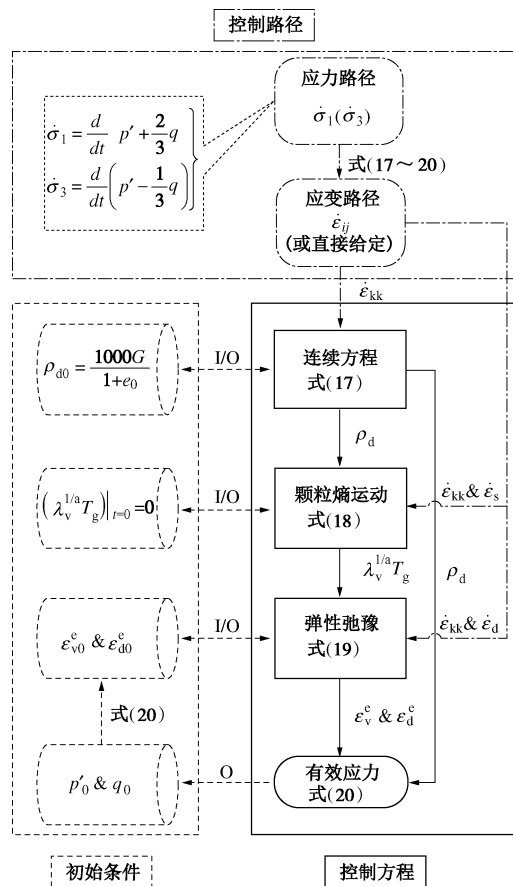 控制路径
应力路径
σ̇₁(σ̇₃)
σ̇₁ = d/dt p′ + 2/3 q
σ̇₃ = d/dt (p′ − 1/3 q)
式(17～20)
应变路径
ε̇ij
(或直接给定)
ε̇kk
ρd0 = 1000G/1+e₀
I/O
连续方程
式(17)
ρd
(λv^1/a Tg)|t=0 =0
I/O
颗粒熵运动
式(18)
ε̇kk & ε̇s
λv^1/a Tg
ρd
εv0^e & εd0^e
I/O
弹性弛豫
式(19)
ε̇kk & ε̇d
式(20)
εv^e & εd^e
p′₀ & q₀
O
有效应力
式(20)
初始条件
控制方程